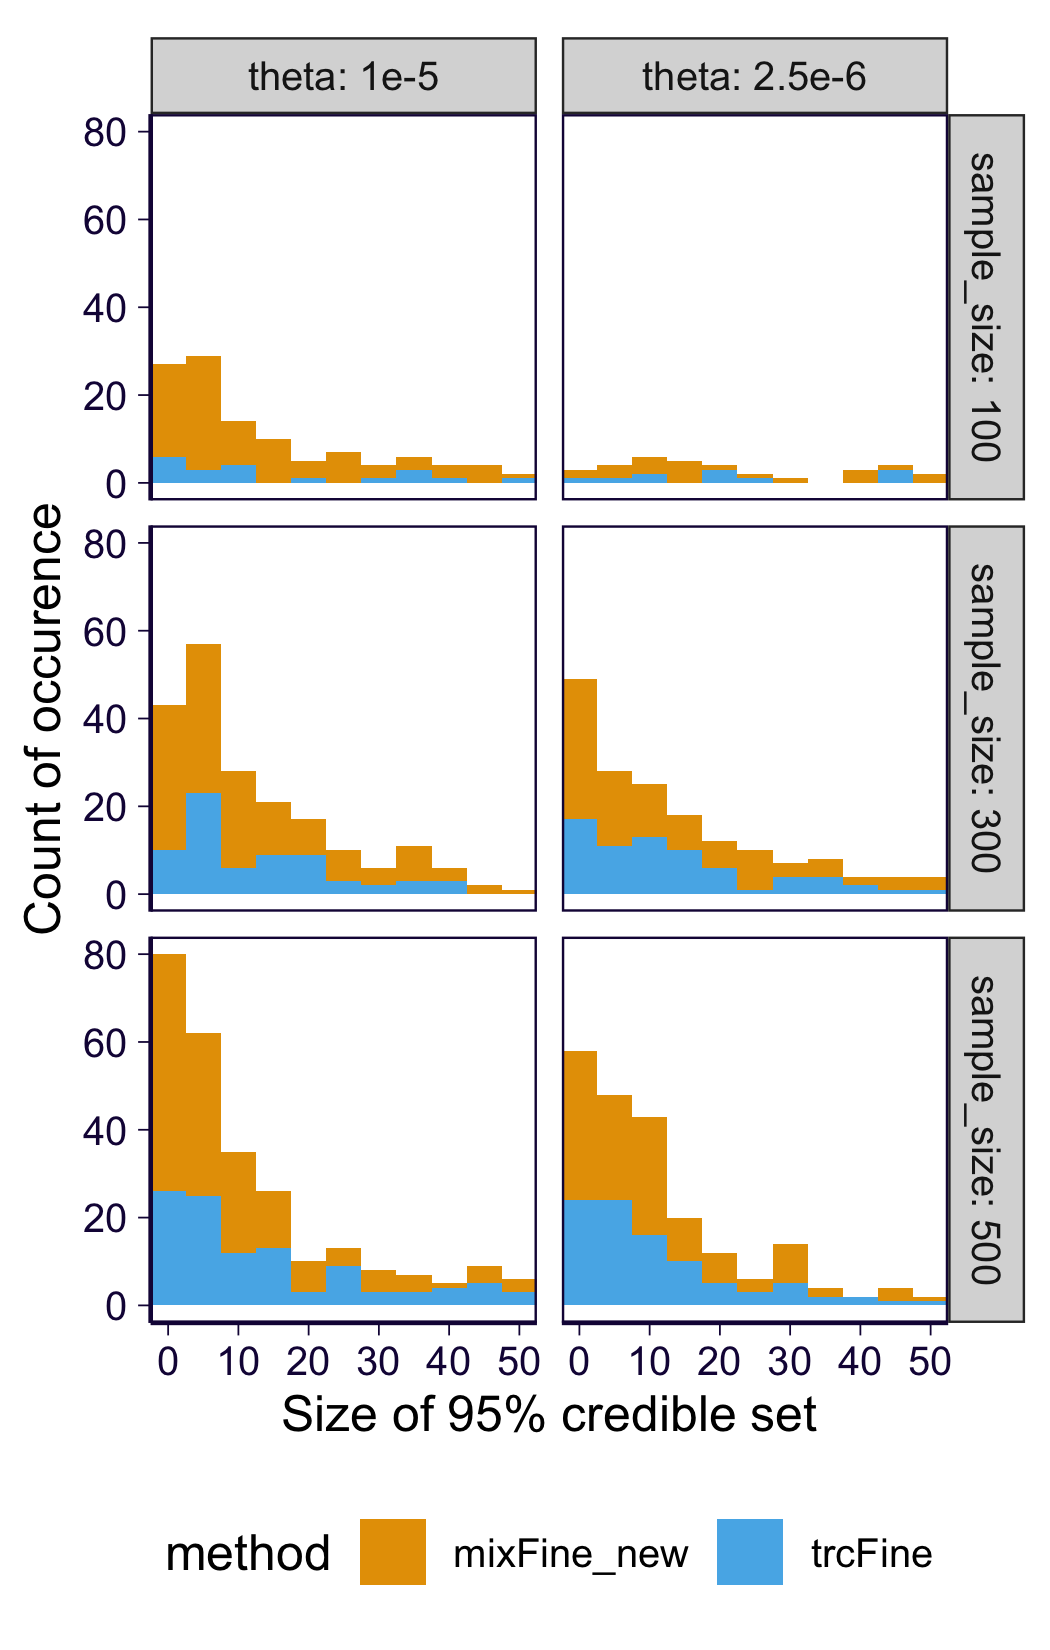 theta: 1e-5
theta: 2.5e-6
80
60
40
20
0
sample_size: 100
80
60
40
20
0
sample_size: 300
80
60
40
20
0
sample_size: 500
Count of occurence
0 10 20 30 40 50
0 10 20 30 40 50
Size of 95% credible set
method mixFine_new trcFine